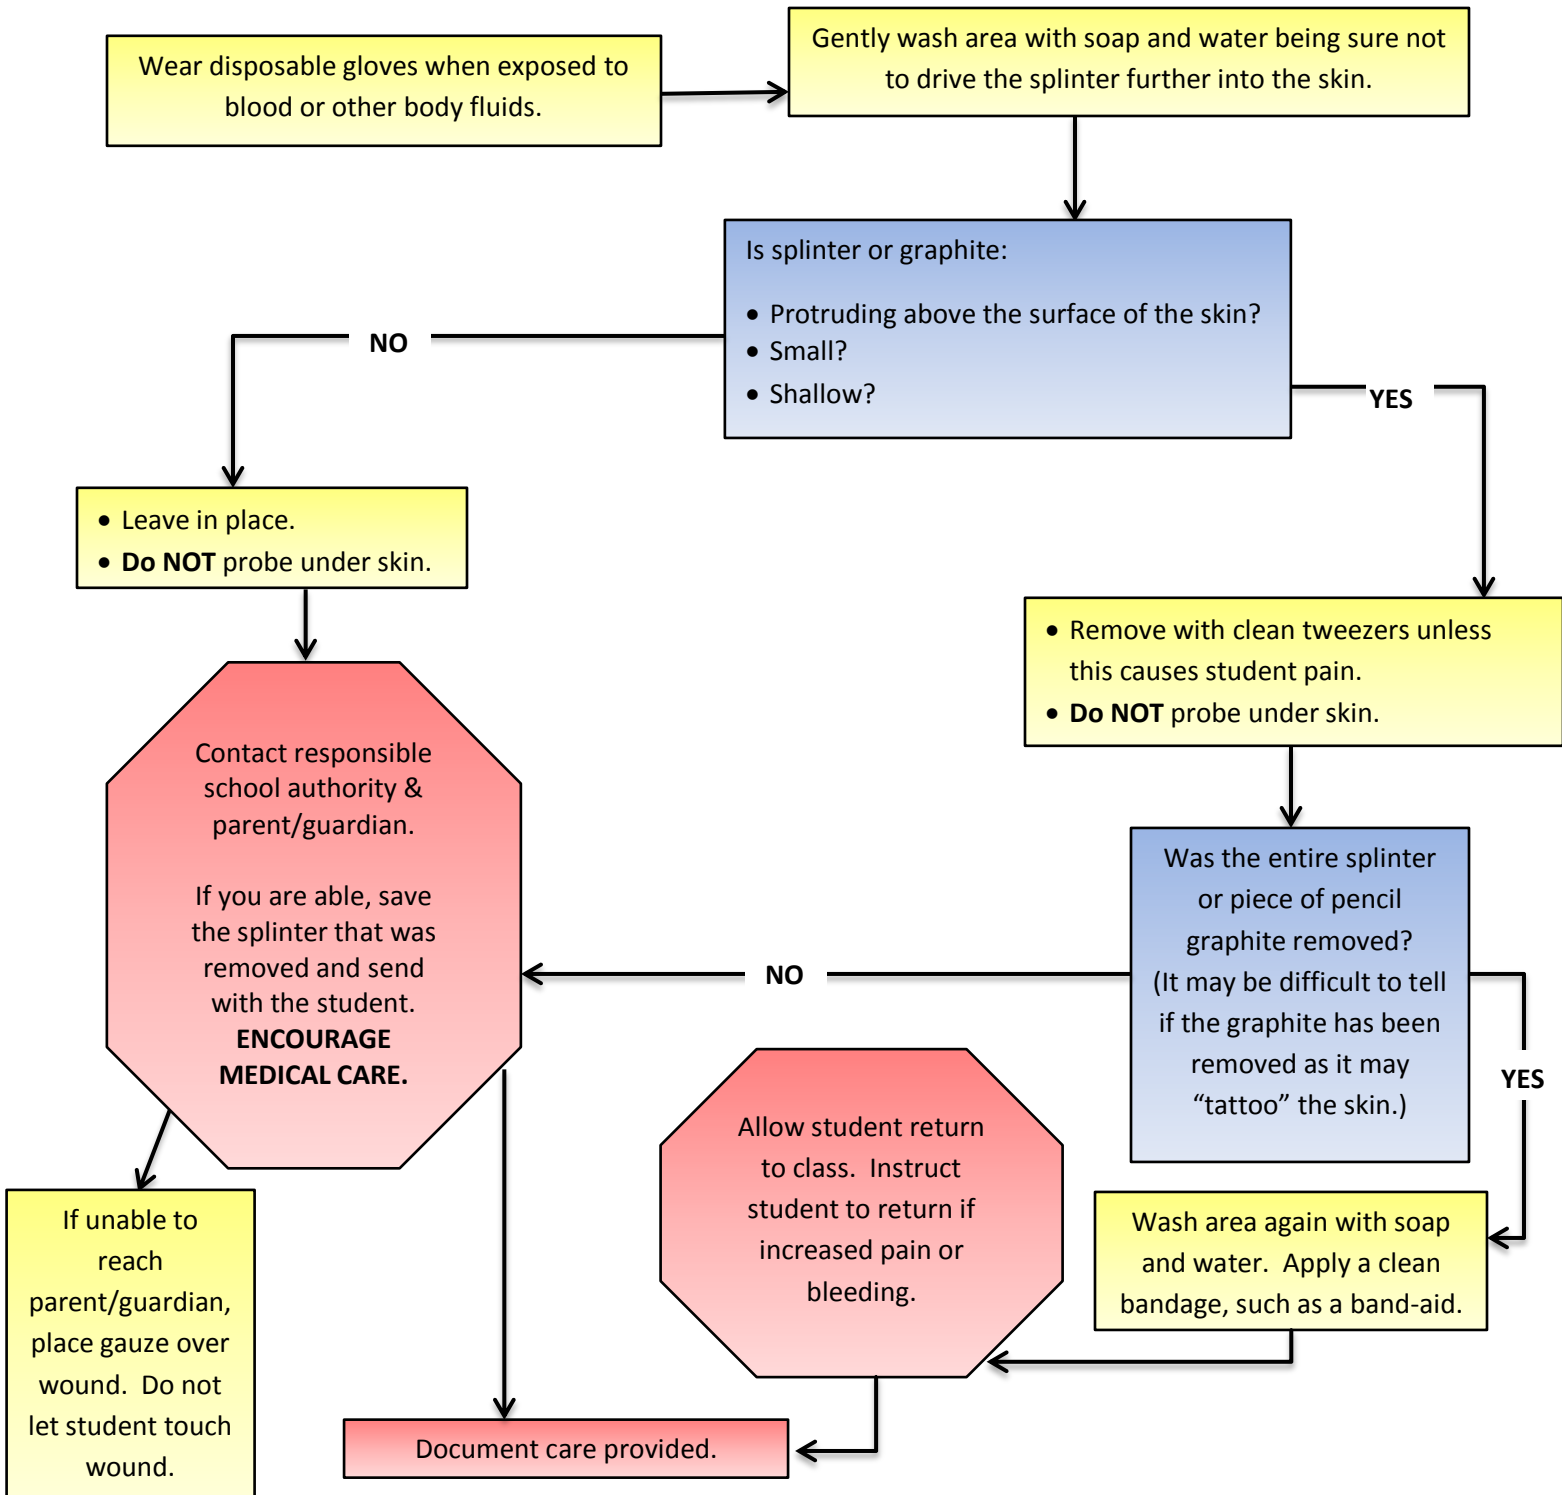 Wear disposable gloves when exposed to
blood or other body fluids.
Gently wash area with soap and water being sure not
to drive the splinter further into the skin.
Is splinter or graphite:
• Protruding above the surface of the skin?
• Small?
• Shallow?
NO
YES
• Leave in place.
• Do NOT probe under skin.
• Remove with clean tweezers unless
this causes student pain.
• Do NOT probe under skin.
Contact responsible
school authority &
parent/guardian.
If you are able, save
the splinter that was
removed and send
with the student.
ENCOURAGE
MEDICAL CARE.
Was the entire splinter
or piece of pencil
graphite removed?
(It may be difficult to tell
if the graphite has been
removed as it may
“tattoo” the skin.)
NO
YES
Allow student return
to class.  Instruct
student to return if
increased pain or
bleeding.
Wash area again with soap
and water.  Apply a clean
bandage, such as a band-aid.
If unable to
reach
parent/guardian,
place gauze over
wound.  Do not
let student touch
wound.
Document care provided.